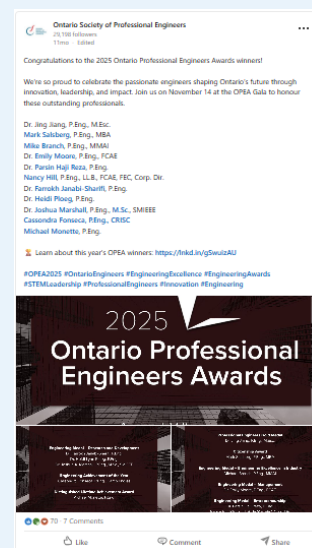 Ontario Society of Professional Engineers
29,198 followers
11mo · Edited
Congratulations to the 2025 Ontario Professional Engineers Awards winners!
We're so proud to celebrate the passionate engineers shaping Ontario's future through
innovation, leadership, and impact. Join us on November 14 at the OPEA Gala to honour
these outstanding professionals.
Dr. Jing Jiang, P.Eng., M.Esc.
Mark Salsberg, P.Eng., MBA
Mike Branch, P.Eng., MMAI
Dr. Emily Moore, P.Eng., FCAE
Dr. Parsin Haji Reza, P.Eng.
Nancy Hill, P.Eng., LL.B., FCAE, FEC, Corp. Dir.
Dr. Farrokh Janabi-Sharifi, P.Eng.
Dr. Heidi Ploeg, P.Eng.
Dr. Joshua Marshall, P.Eng., M.Sc., SMIEEE
Cassondra Fonseca, P.Eng., CRISC
Michael Monette, P.Eng.
Learn about this year's OPEA winners: https://lnkd.in/gSwuizAU
#OPEA2025 #OntarioEngineers #EngineeringExcellence #EngineeringAwards
#STEMLeadership #ProfessionalEngineers #Innovation #Engineering
2025
Ontario Professional
Engineers Awards
70 · 7 Comments
Like Comment Share